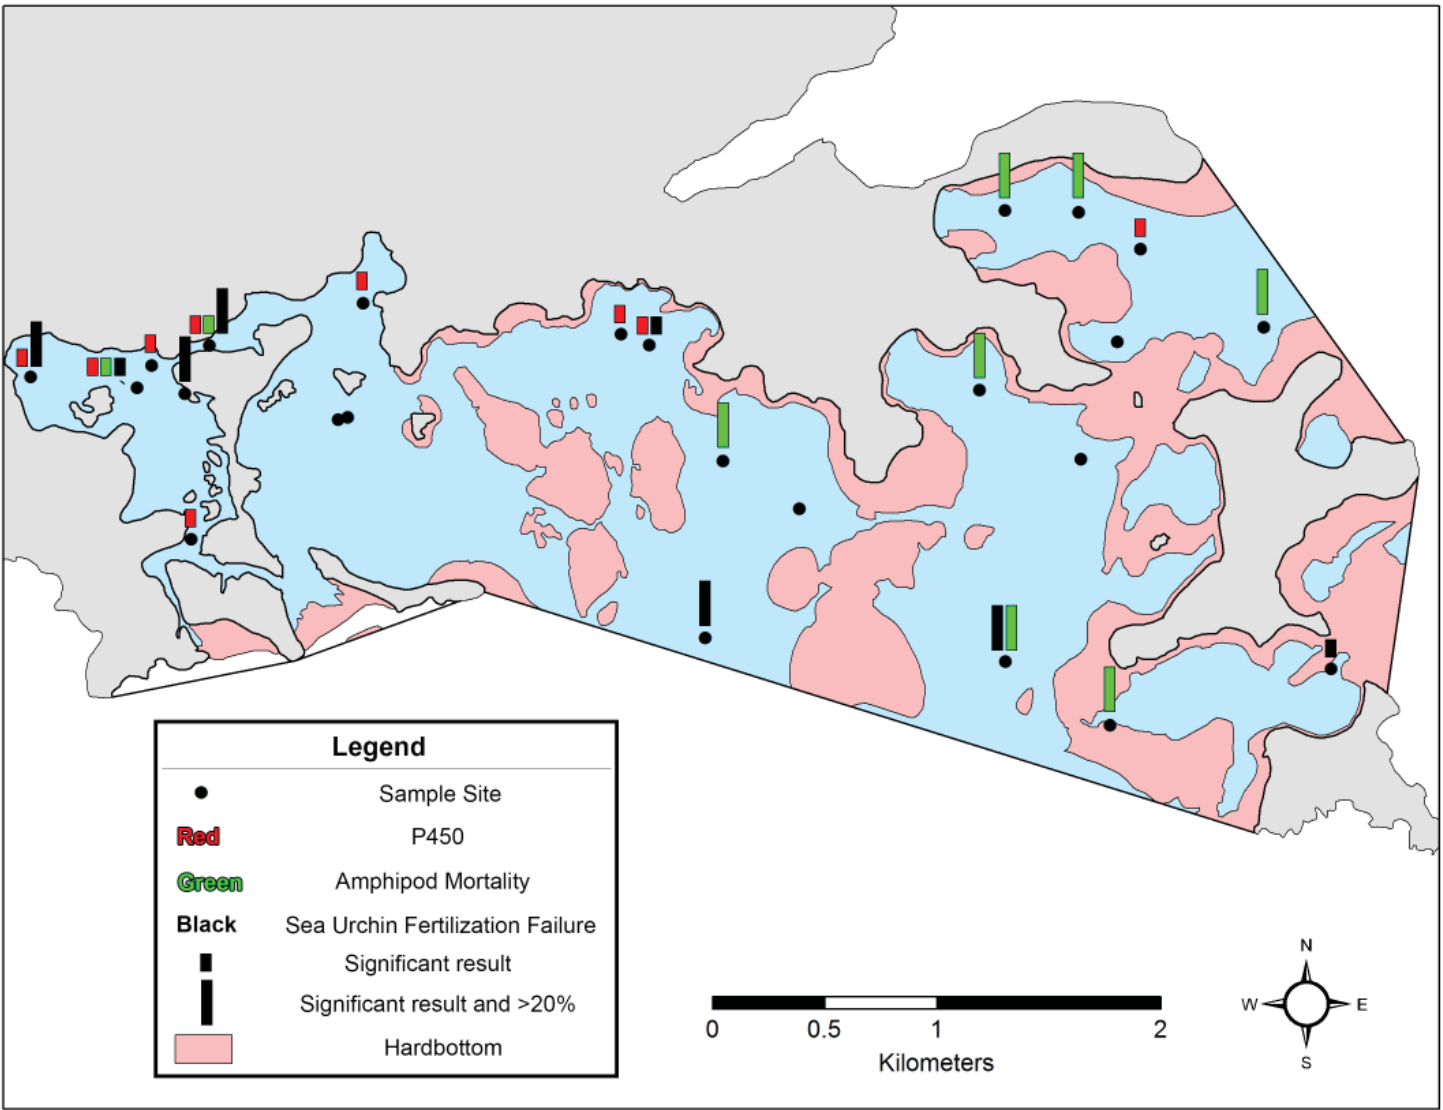 Legend
Sample Site
Red P450
Green Amphipod Mortality
Black Sea Urchin Fertilization Failure
Significant result
Significant result and >20%
Hardbottom
0 0.5 1 2
Kilometers
N
W E
S